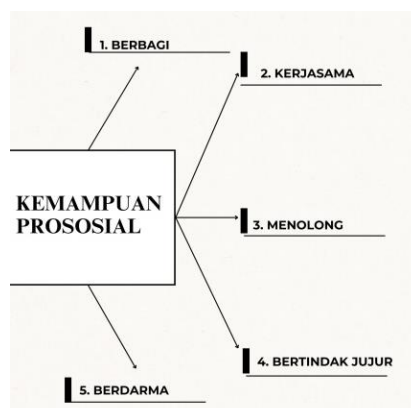 1. BERBAGI
2. KERJASAMA
KEMAMPUAN
PROSOSIAL
3. MENOLONG
4. BERTINDAK JUJUR
5. BERDARMA